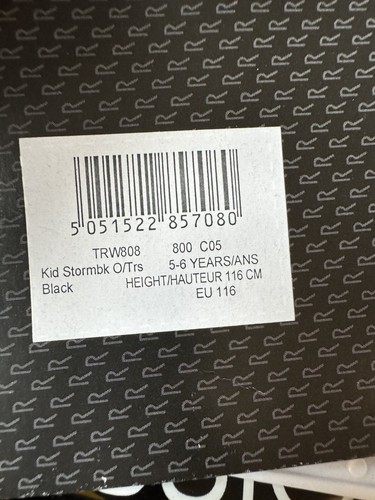 5 051522 857080
TRW808 800 C05
Kid Stormbk O/Trs 5-6 YEARS/ANS
Black HEIGHT/HAUTEUR 116 CM
EU 116